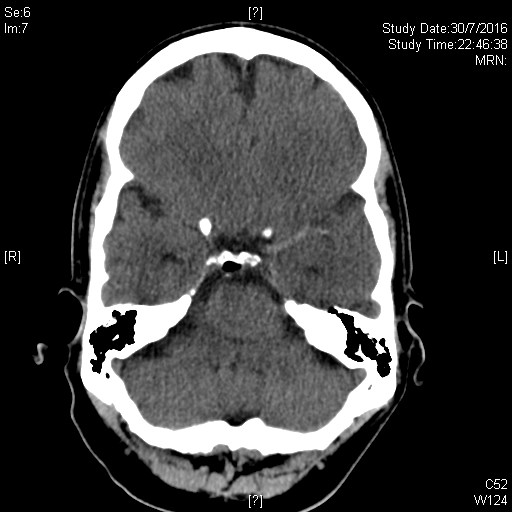 Se:6
Im:7
[?]
Study Date:30/7/2016
Study Time:22:46:38
MRN:
[R]
[L]
[?]
C52
W124